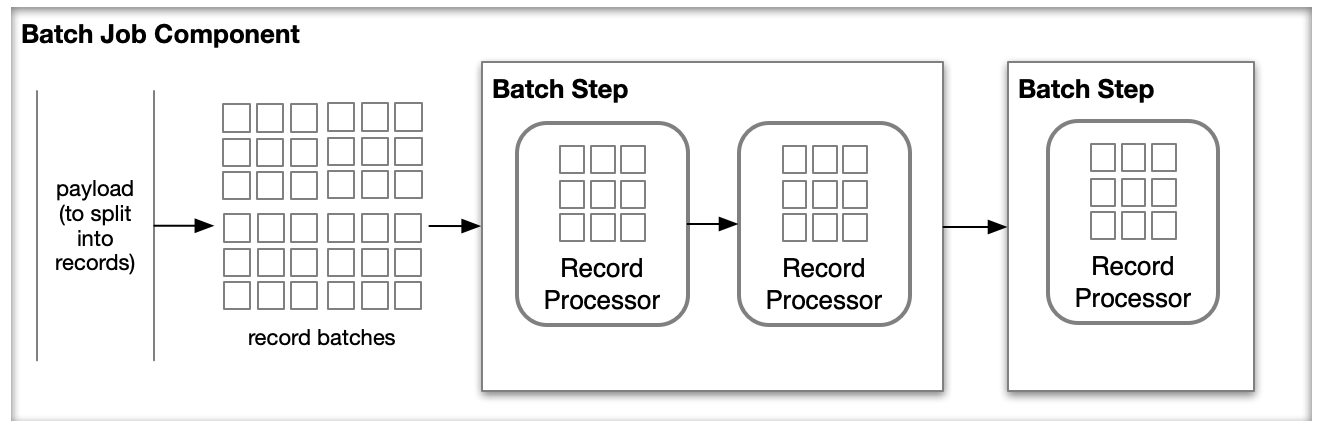 Batch Job Component
payload
(to split
into
records)
record batches
Batch Step
Record
Processor
Record
Processor
Batch Step
Record
Processor